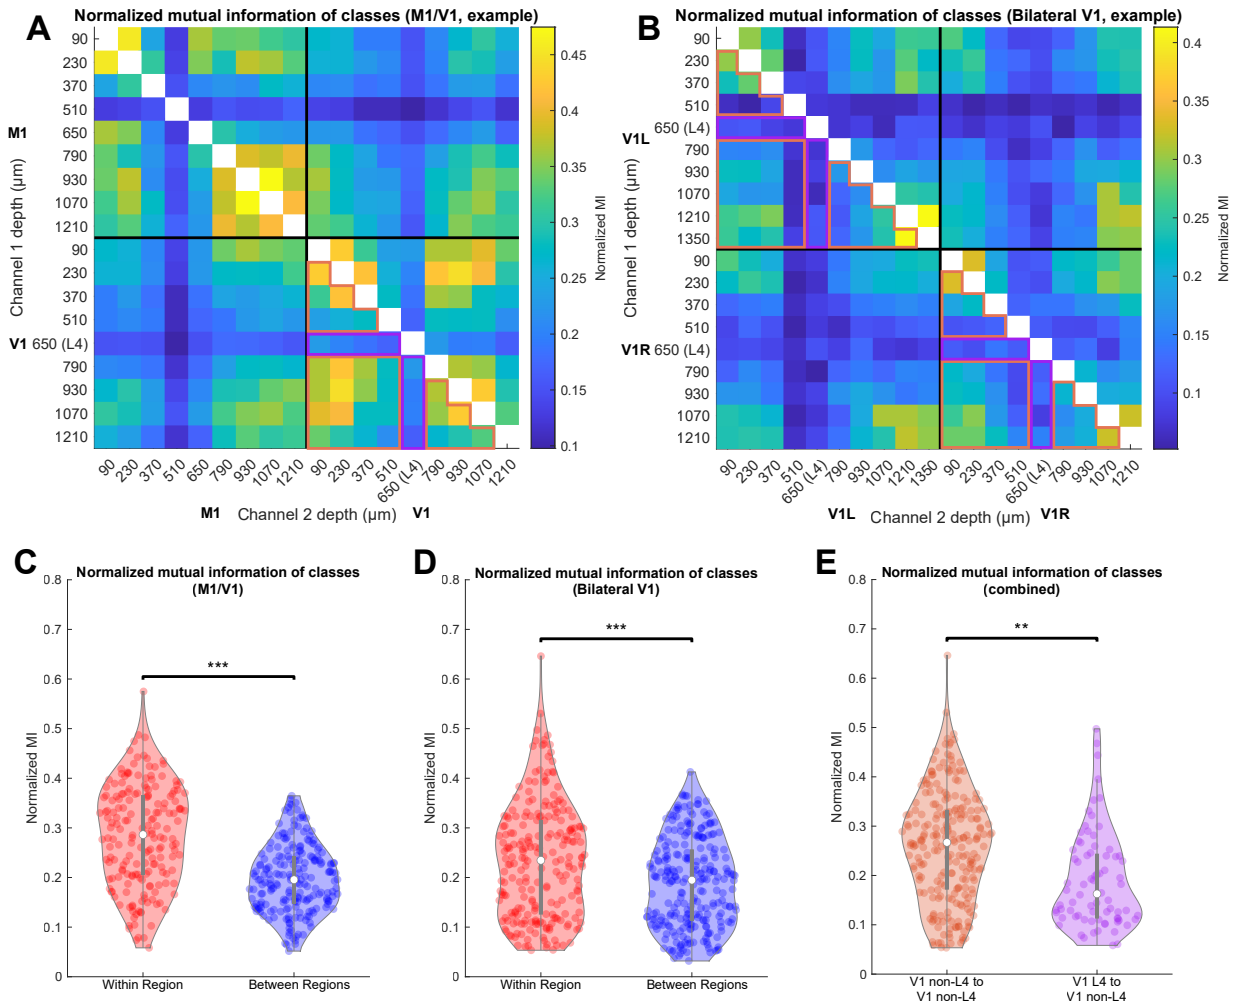 A
Normalized mutual information of classes (M1/V1, example)
90
230
370
510
M1 650
790
930
1070
1210
90
230
370
510
V1 650 (L4)
790
930
1070
1210
Channel 1 depth (μm)
90 230 370 510 650 790 930 1070 1210 90 230 370 510 650 (L4) 790 930 1070 1210
M1 Channel 2 depth (μm) V1
0.45
0.4
0.35
0.3
0.25
0.2
0.15
0.1
Normalized MI
B
Normalized mutual information of classes (Bilateral V1, example)
90
230
370
510
650 (L4)
V1L
790
930
1070
1210
1350
90
230
370
510
V1R 650 (L4)
790
930
1070
1210
Channel 1 depth (μm)
90 230 370 510 650 (L4) 790 930 1070 1210 1350 90 230 370 510 650 (L4) 790 930 1070 1210
V1L Channel 2 depth (μm) V1R
0.4
0.35
0.3
0.25
0.2
0.15
0.1
Normalized MI
C
Normalized mutual information of classes
(M1/V1)
0.8
0.7
0.6
0.5
0.4
0.3
0.2
0.1
0
Normalized MI
***
Within Region Between Regions
D
Normalized mutual information of classes
(Bilateral V1)
0.8
0.7
0.6
0.5
0.4
0.3
0.2
0.1
0
Normalized MI
***
Within Region Between Regions
E
Normalized mutual information of classes
(combined)
0.8
0.7
0.6
0.5
0.4
0.3
0.2
0.1
0
Normalized MI
**
V1 non-L4 to V1 L4 to
V1 non-L4 V1 non-L4